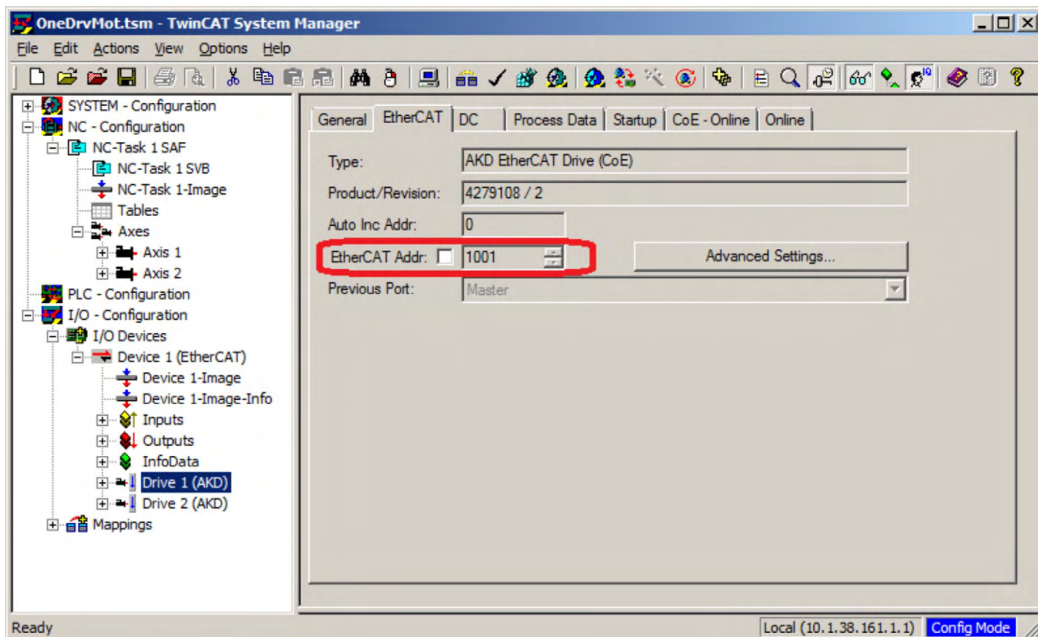 OneDrvMot.tsm - TwinCAT System Manager
File Edit Actions View Options Help
SYSTEM - Configuration
NC - Configuration
NC-Task 1 SAF
NC-Task 1 SVB
NC-Task 1-Image
Tables
Axes
Axis 1
Axis 2
PLC - Configuration
I/O - Configuration
I/O Devices
Device 1 (EtherCAT)
Device 1-Image
Device 1-Image-Info
Inputs
Outputs
InfoData
Drive 1 (AKD)
Drive 2 (AKD)
Mappings
General EtherCAT DC Process Data Startup CoE - Online Online
Type: AKD EtherCAT Drive (CoE)
Product/Revision: 4279108 / 2
Auto Inc Addr: 0
EtherCAT Addr: 1001 Advanced Settings...
Previous Port: Master
Ready Local (10.1.38.161.1.1) Config Mode